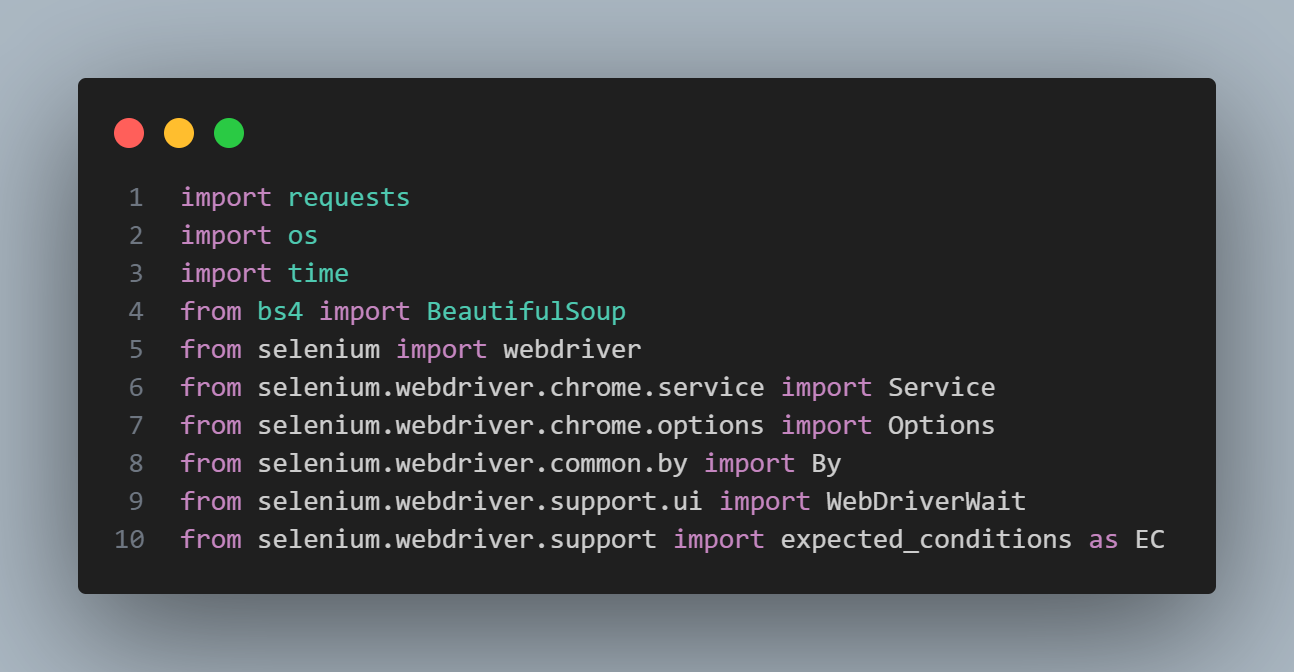 1 import requests
2 import os
3 import time
4 from bs4 import BeautifulSoup
5 from selenium import webdriver
6 from selenium.webdriver.chrome.service import Service
7 from selenium.webdriver.chrome.options import Options
8 from selenium.webdriver.common.by import By
9 from selenium.webdriver.support.ui import WebDriverWait
10 from selenium.webdriver.support import expected_conditions as EC